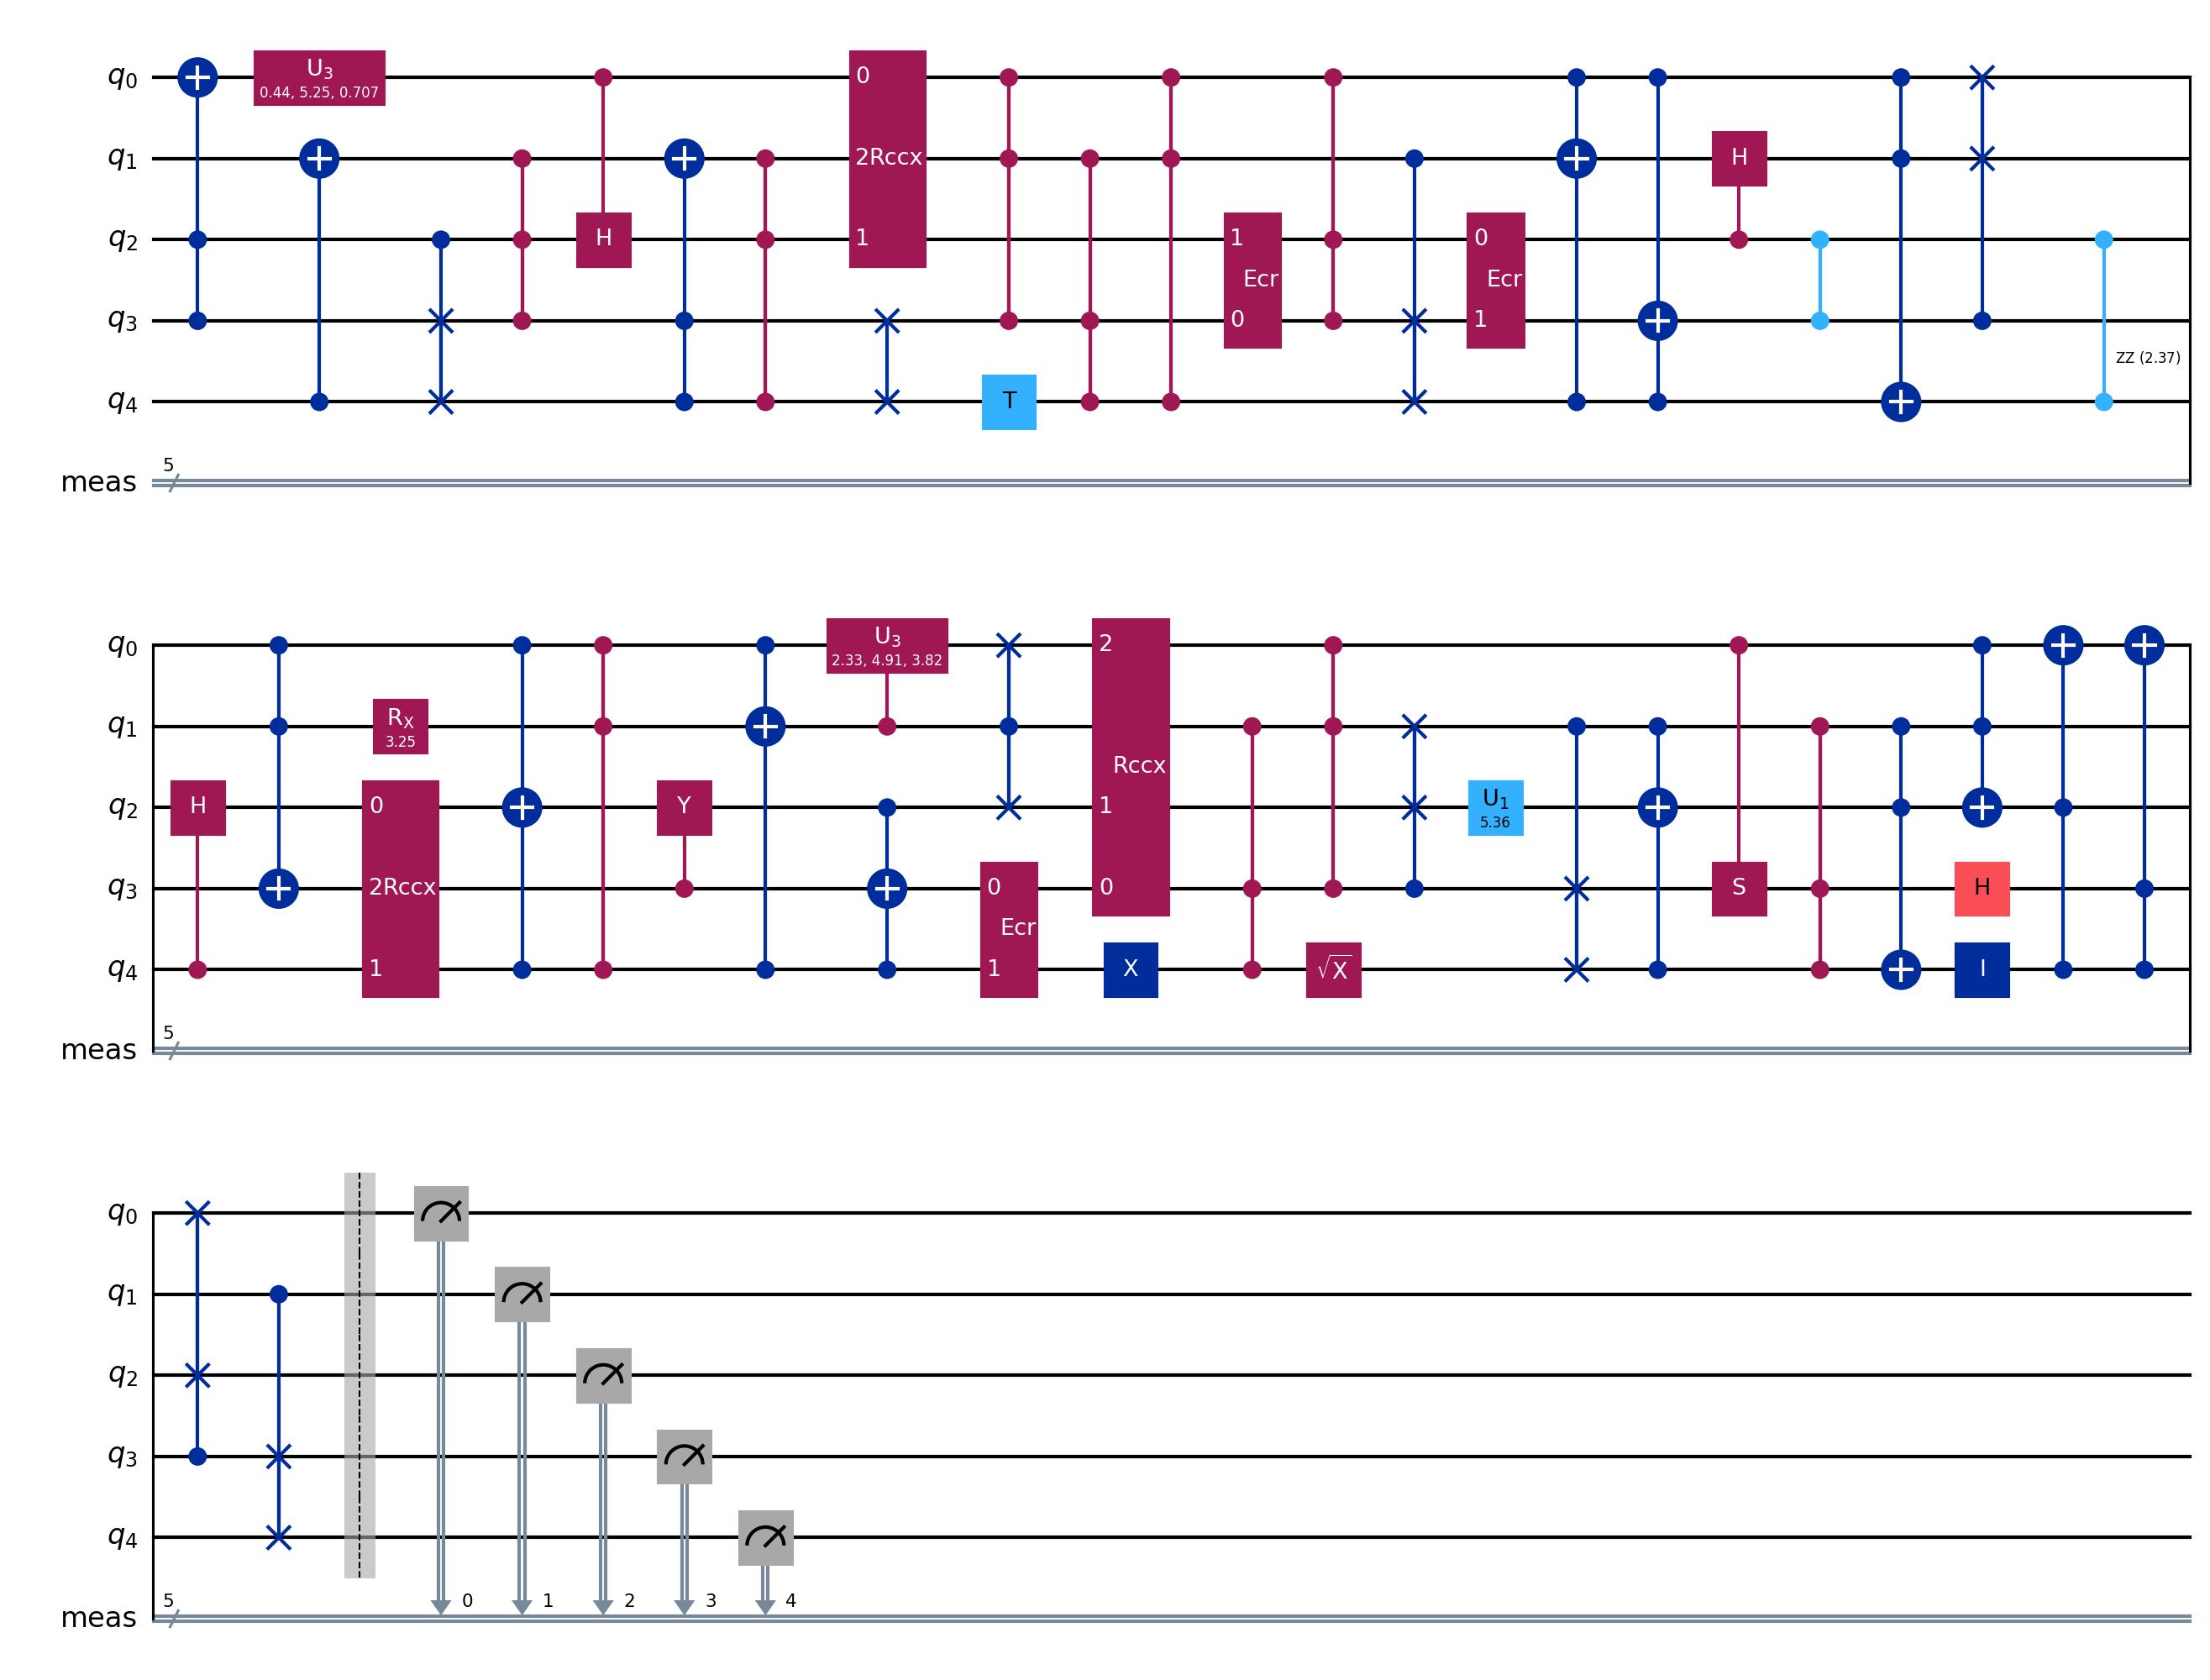 q0 U3
0.44, 5.25, 0.707 0
q1 2Rccx H
q2 H 1 1 0
Ecr Ecr
q3 0 1
ZZ (2.37)
q4 T
5
meas
q0 U3
2.33, 4.91, 3.82 2
q1 RX
3.25 Rccx
q2 H 0 Y 1 U1
5.36
q3 2Rccx 0 0 S H
Ecr
q4 1 1 X √X I
5
meas
q0
q1
q2
q3
q4
5 0 1 2 3 4
meas